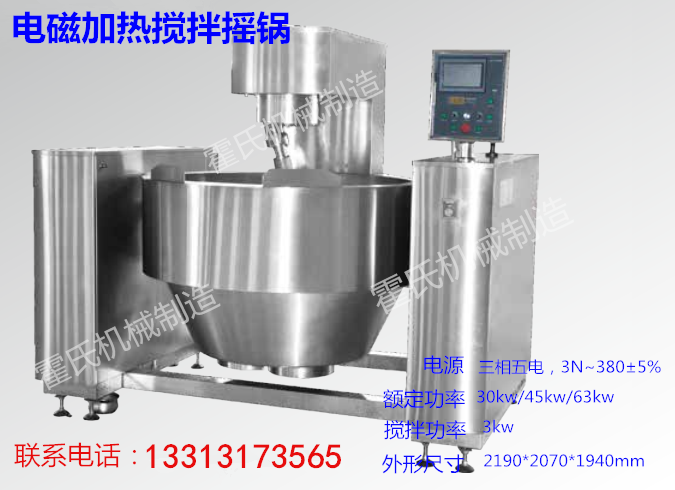 电磁加热搅拌摇锅
霍氏机械制造
霍氏机械制造
霍氏机械制造
电源 三相五电，3N~380±5%
额定功率 30kw/45kw/63kw
搅拌功率 3kw
外形尺寸 2190*2070*1940mm
联系电话：13313173565